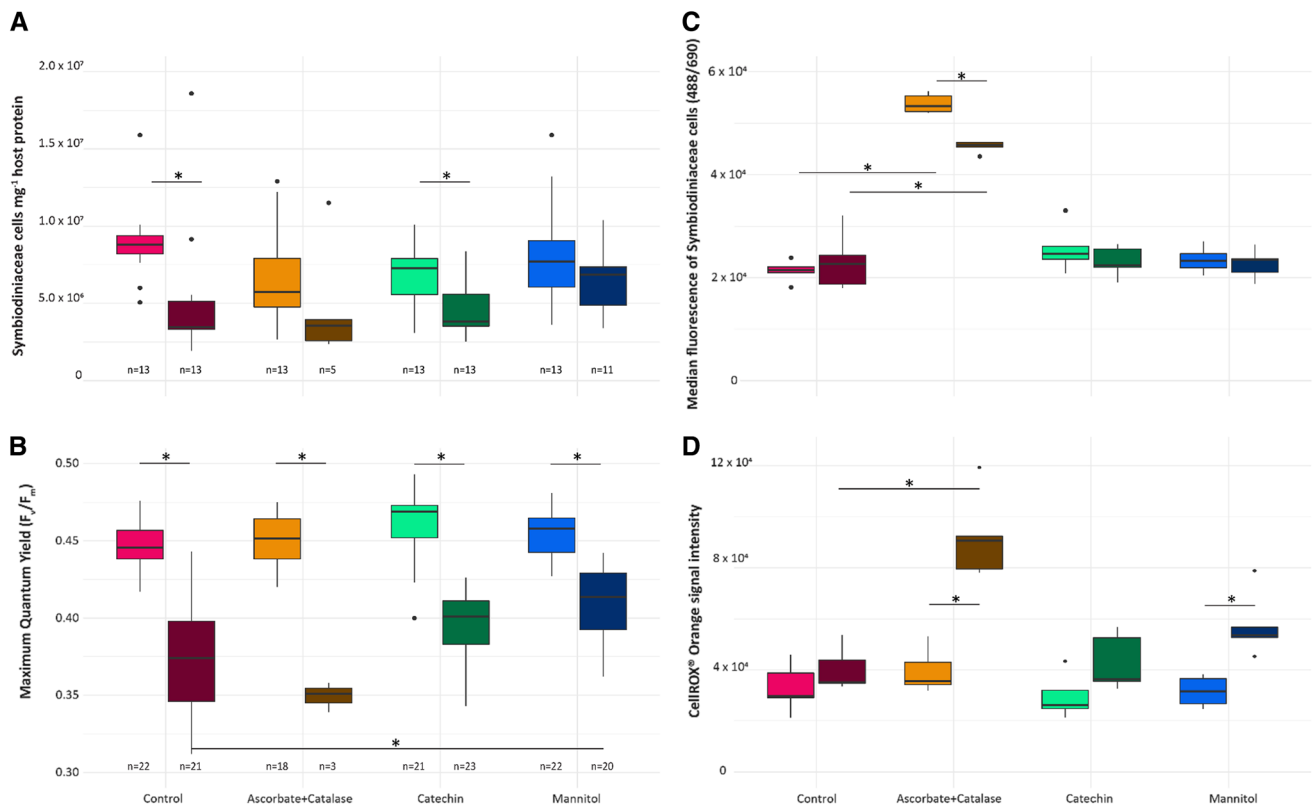 A
Symbiodiniaceae cells mg⁻¹ host protein
2.0 x 10⁷
1.5 x 10⁷
1.0 x 10⁷
5.0 x 10⁶
0
*
*
n=13 n=13 n=13 n=5 n=13 n=13 n=13 n=11
B
Maximum Quantum Yield (Fᵥ/Fₘ)
0.50
0.45
0.40
0.35
0.30
* * * *
*
n=22 n=21 n=18 n=3 n=21 n=23 n=22 n=20
Control Ascorbate+Catalase Catechin Mannitol
C
Median fluorescence of Symbiodiniaceae cells (488/690)
6 x 10⁴
4 x 10⁴
2 x 10⁴
0
*
*
*
D
CellROX® Orange signal intensity
12 x 10⁴
8 x 10⁴
4 x 10⁴
0
*
*
*
Control Ascorbate+Catalase Catechin Mannitol